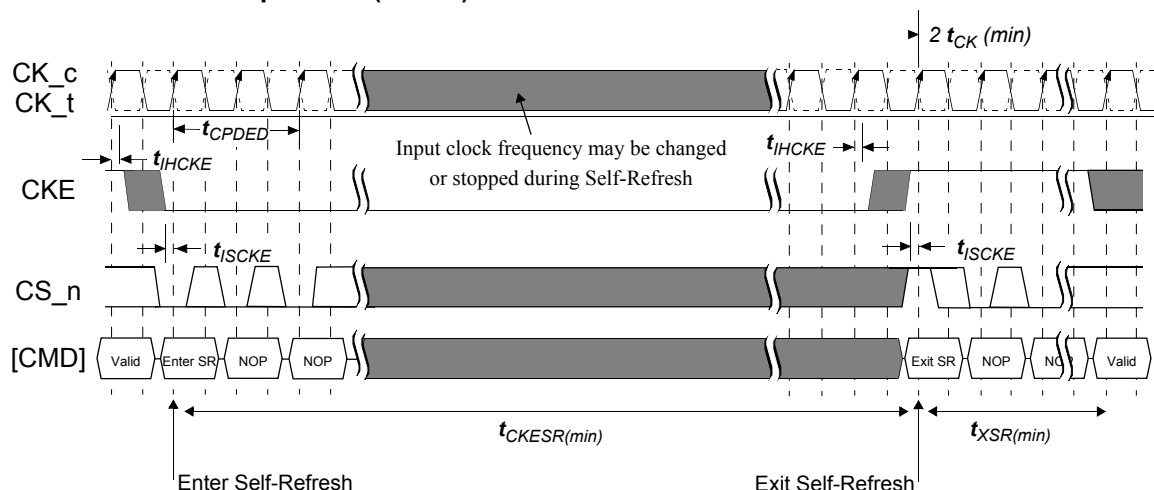 2 tCK (min)
CK_c
CK_t
tCPDED
tIHCKE
Input clock frequency may be changed
or stopped during Self-Refresh
tIHCKE
CKE
tISCKE
tISCKE
CS_n
[CMD]
Valid
Enter SR
NOP
NOP
Exit SR
NOP
NOP
Valid
tCKESR(min)
tXSR(min)
Enter Self-Refresh
Exit Self-Refresh